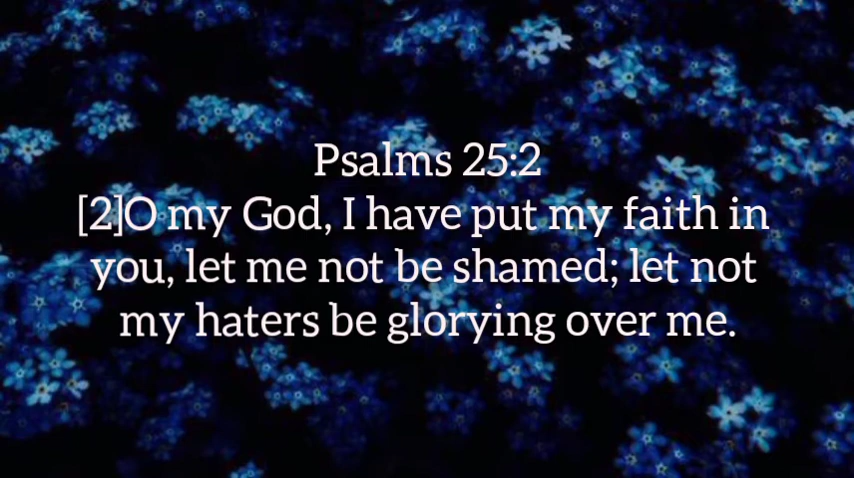 Psalms 25:2
[2]O my God, I have put my faith in
you, let me not be shamed; let not
my haters be glorying over me.